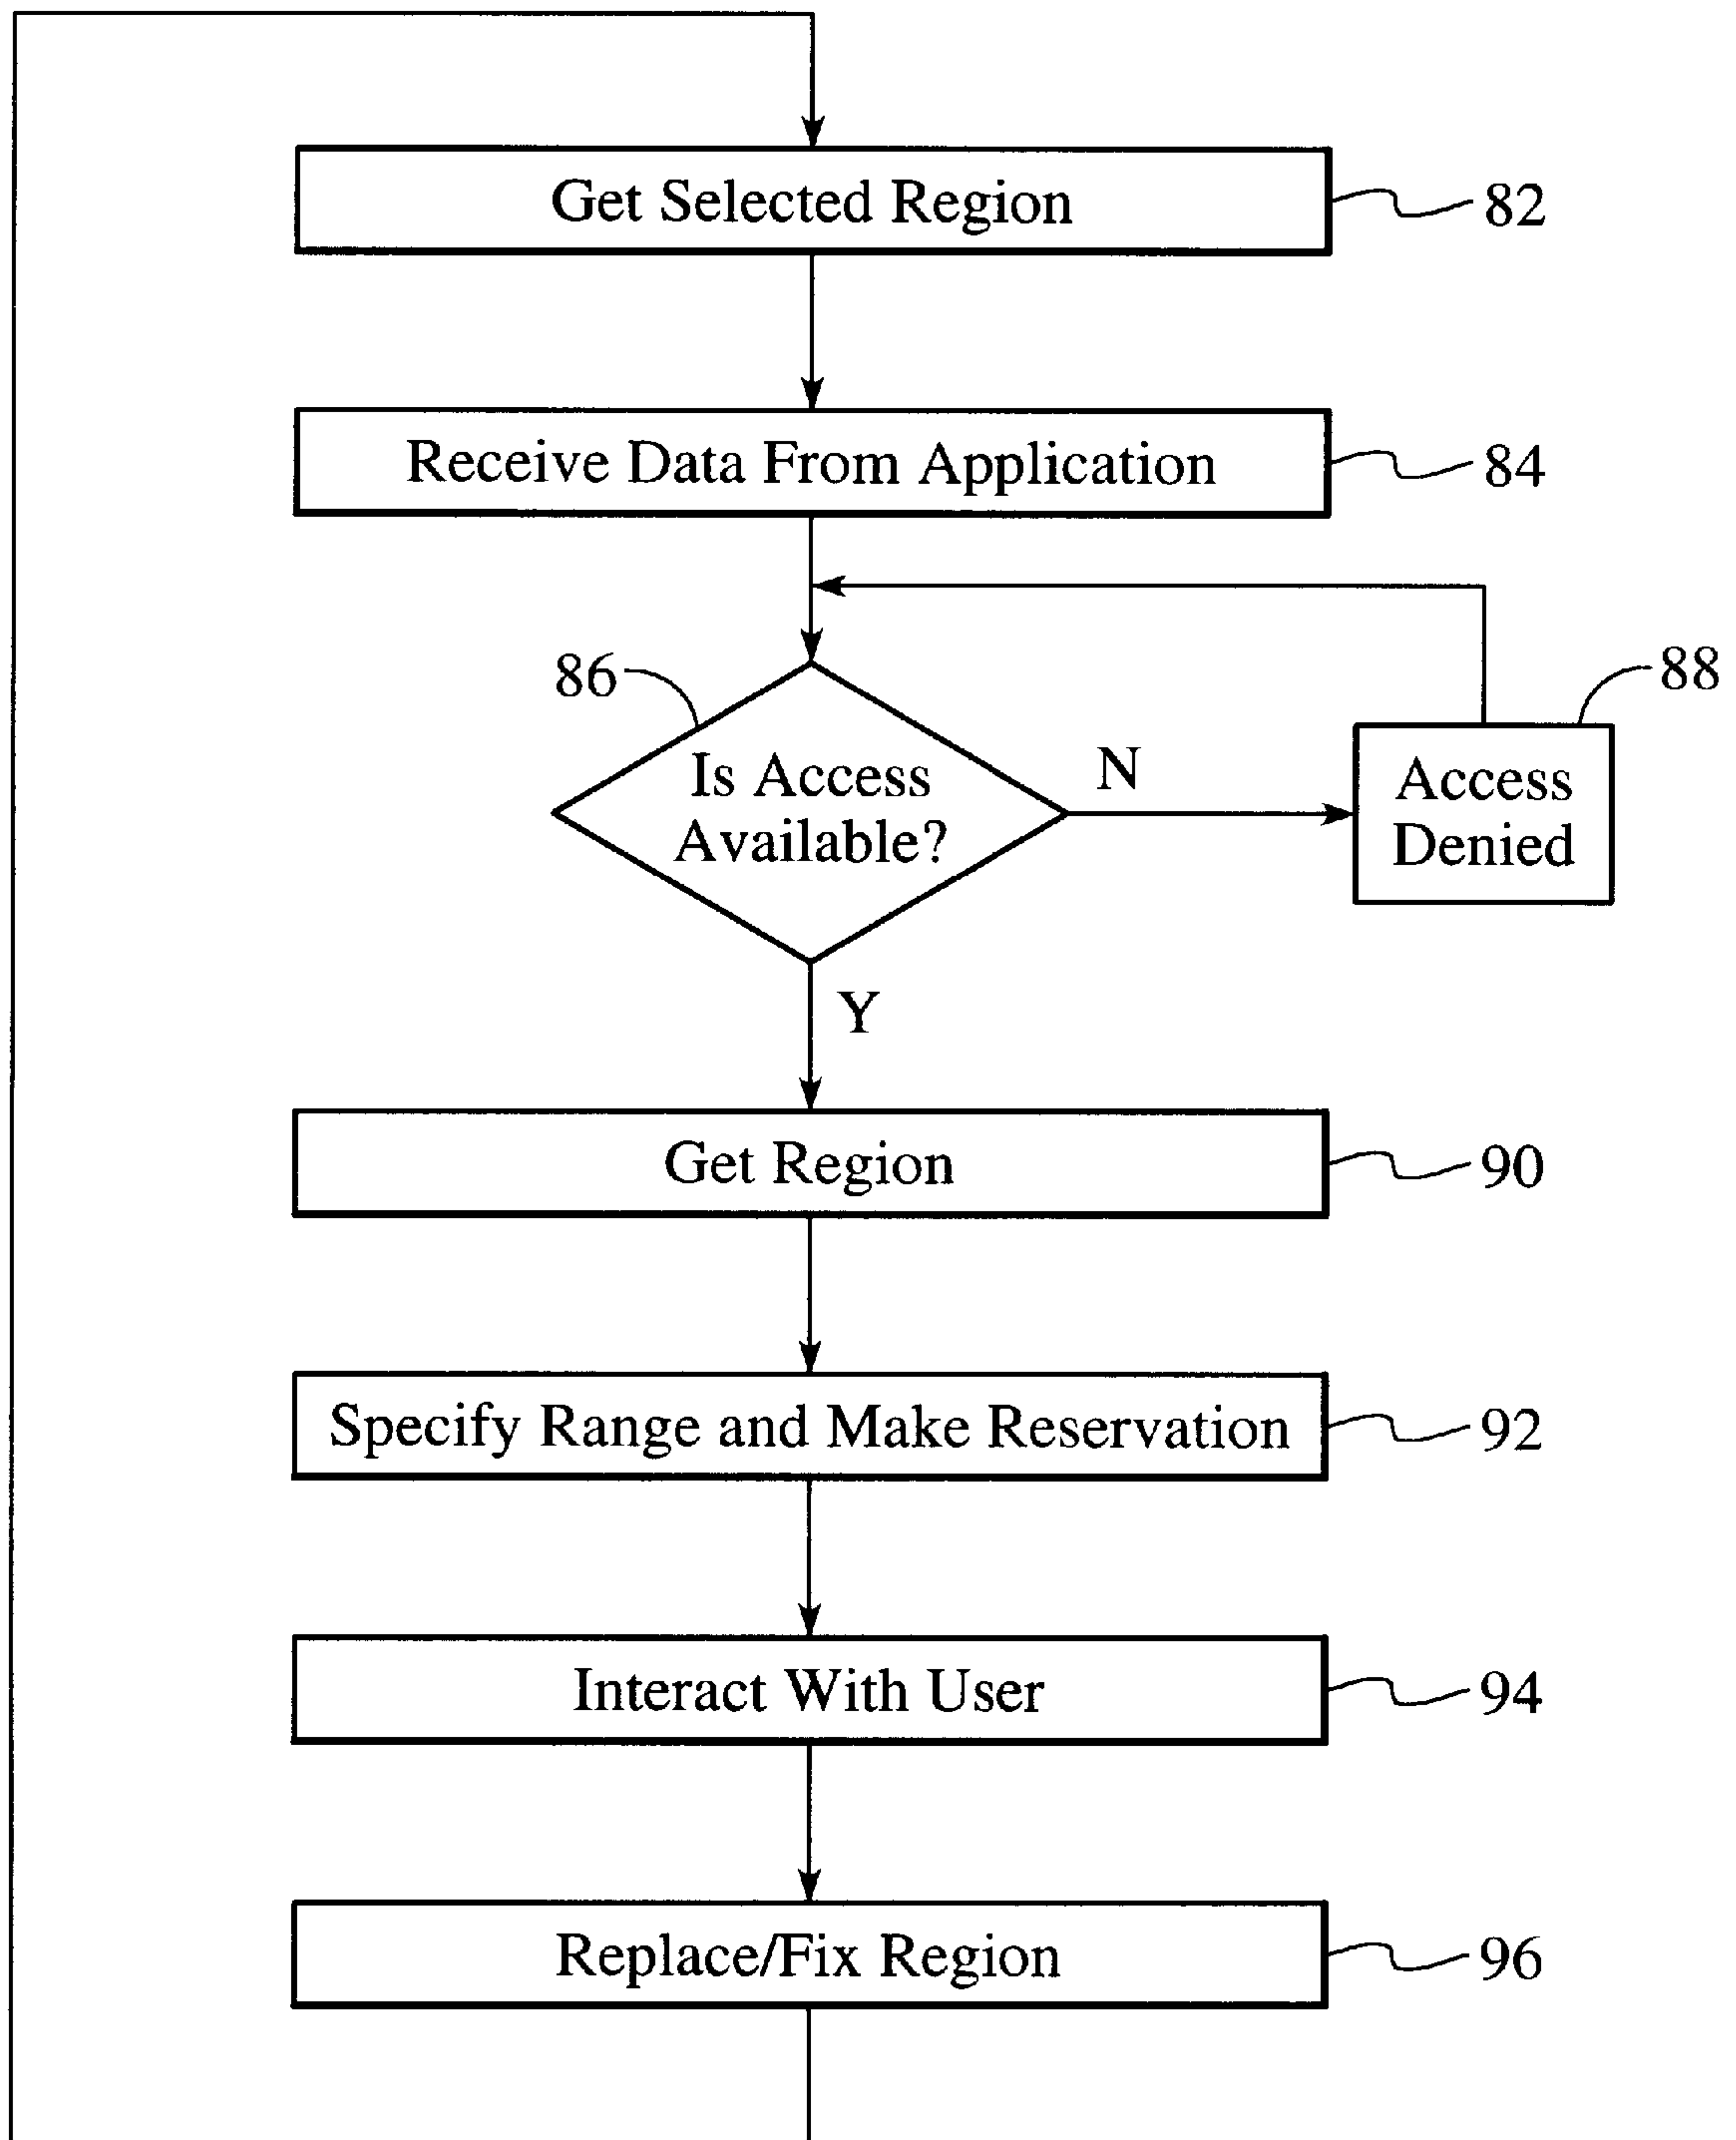 Get Selected Region
82
Receive Data From Application
84
86
88
Is Access
Available?
N
Access
Denied
Y
Get Region
90
Specify Range and Make Reservation
92
Interact With User
94
Replace/Fix Region
96